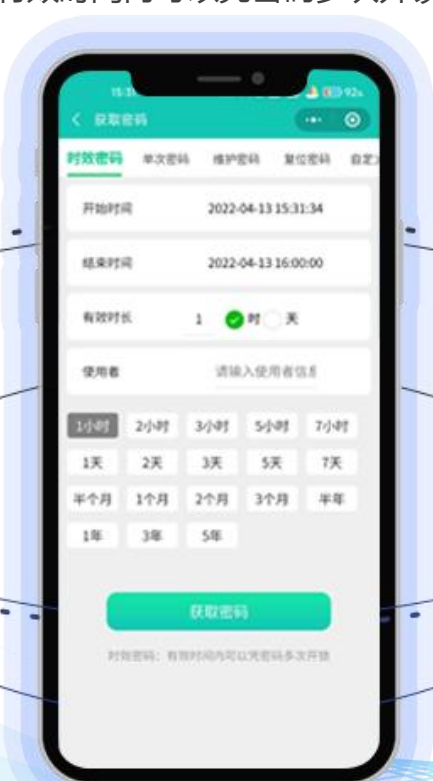 15:31 92%
获取密码
时效密码 单次密码 维护密码 复位密码 自定
开始时间 2022-04-13 15:31:34
结束时间 2022-04-13 16:00:00
有效时长 1 时 天
使用者 请输入使用者信息
1小时 2小时 3小时 5小时 7小时
1天 2天 3天 5天 7天
半个月 1个月 2个月 3个月 半年
1年 3年 5年
获取密码
时效密码：有效时间内可以凭密码多次开锁